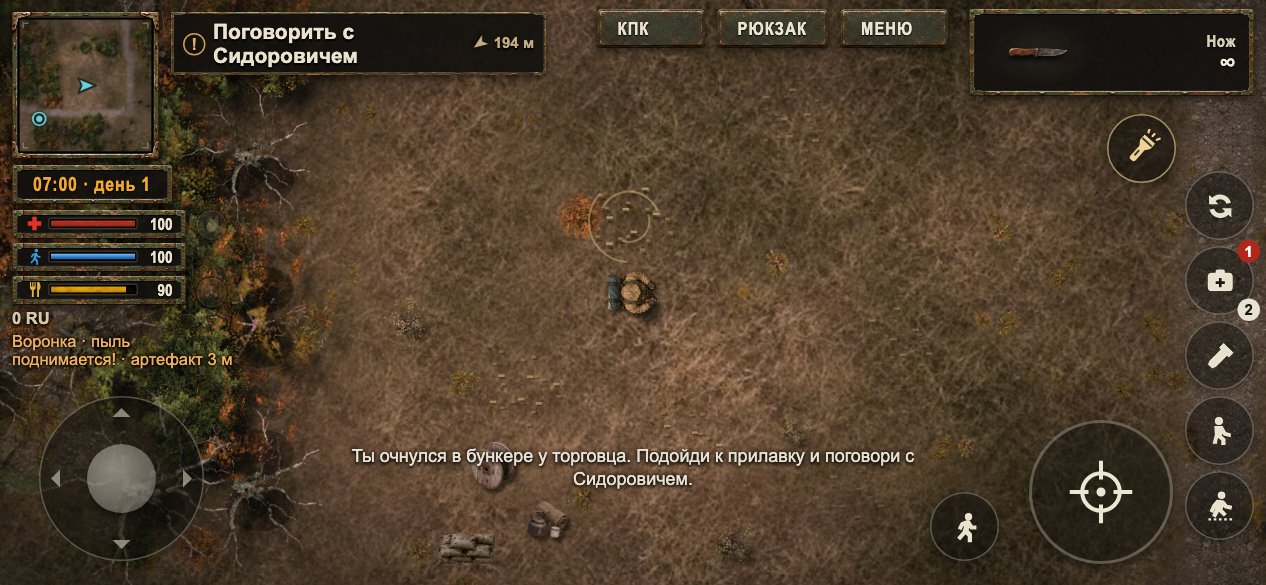 Поговорить с
Сидоровичем
194 м
КПК
РЮКЗАК
МЕНЮ
Нож
∞
07:00 · день 1
100
100
90
0 RU
Воронка · пыль
поднимается! · артефакт 3 м
1
2
Ты очнулся в бункере у торговца. Подойди к прилавку и поговори с
Сидоровичем.